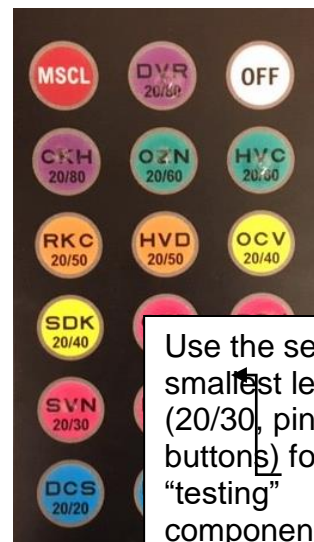 MSCL DVR 20/80 OFF
CKH 20/80 OZN 20/60 HVC 20/60
RKC 20/50 HVD 20/50 OCV 20/40
SDK 20/40
SVN 20/30
DCS 20/20
Use the se
smallest le
(20/30, pin
buttons) fo
"testing"
componen